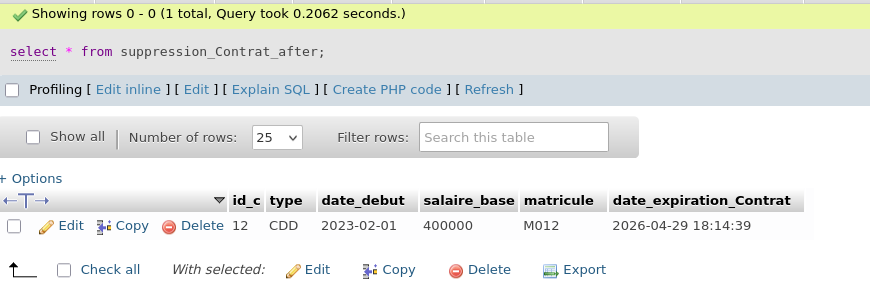 Showing rows 0 - 0 (1 total, Query took 0.2062 seconds.)
select * from suppression_Contrat_after;
Profiling [ Edit inline ] [ Edit ] [ Explain SQL ] [ Create PHP code ] [ Refresh ]
Show all Number of rows: 25 Filter rows: Search this table
+ Options
id_c type date_debut salaire_base matricule date_expiration_Contrat
Edit Copy Delete 12 CDD 2023-02-01 400000 M012 2026-04-29 18:14:39
Check all With selected: Edit Copy Delete Export